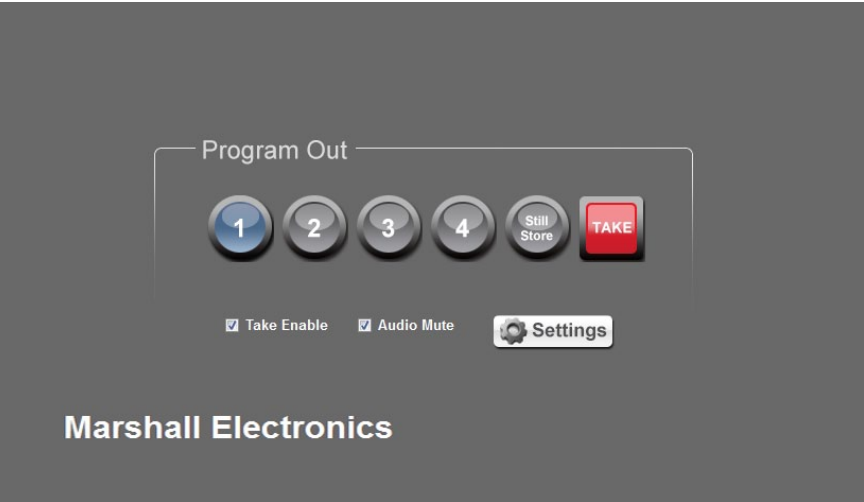 Program Out
1 2 3 4 Still Store TAKE
Take Enable Audio Mute Settings
Marshall Electronics